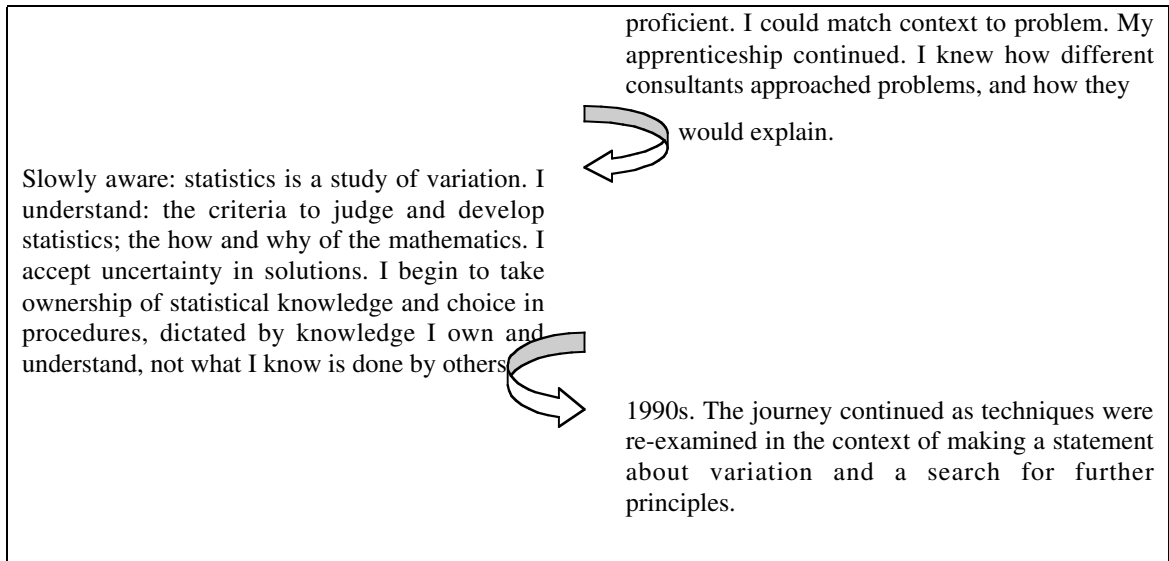 proficient. I could match context to problem. My
apprenticeship continued. I knew how different
consultants approached problems, and how they
would explain.
Slowly aware: statistics is a study of variation. I
understand: the criteria to judge and develop
statistics; the how and why of the mathematics. I
accept uncertainty in solutions. I begin to take
ownership of statistical knowledge and choice in
procedures, dictated by knowledge I own and
understand, not what I know is done by others
1990s. The journey continued as techniques were
re-examined in the context of making a statement
about variation and a search for further
principles.